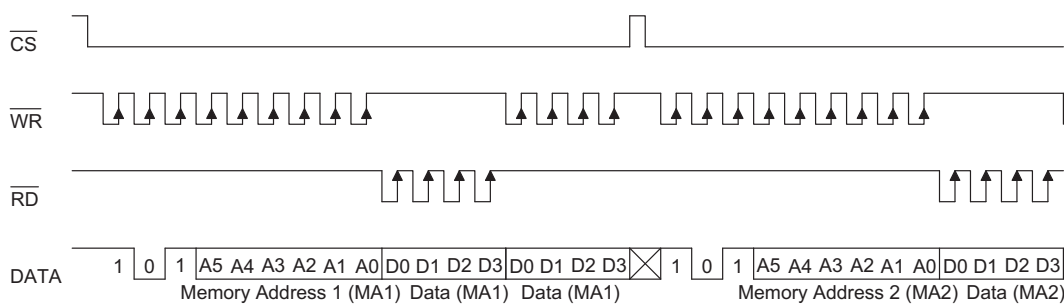 CS
WR
RD
DATA 1 0 1 A5 A4 A3 A2 A1 A0 D0 D1 D2 D3 D0 D1 D2 D3 1 0 1 A5 A4 A3 A2 A1 A0 D0 D1 D2 D3
Memory Address 1 (MA1) Data (MA1) Data (MA1) Memory Address 2 (MA2) Data (MA2)